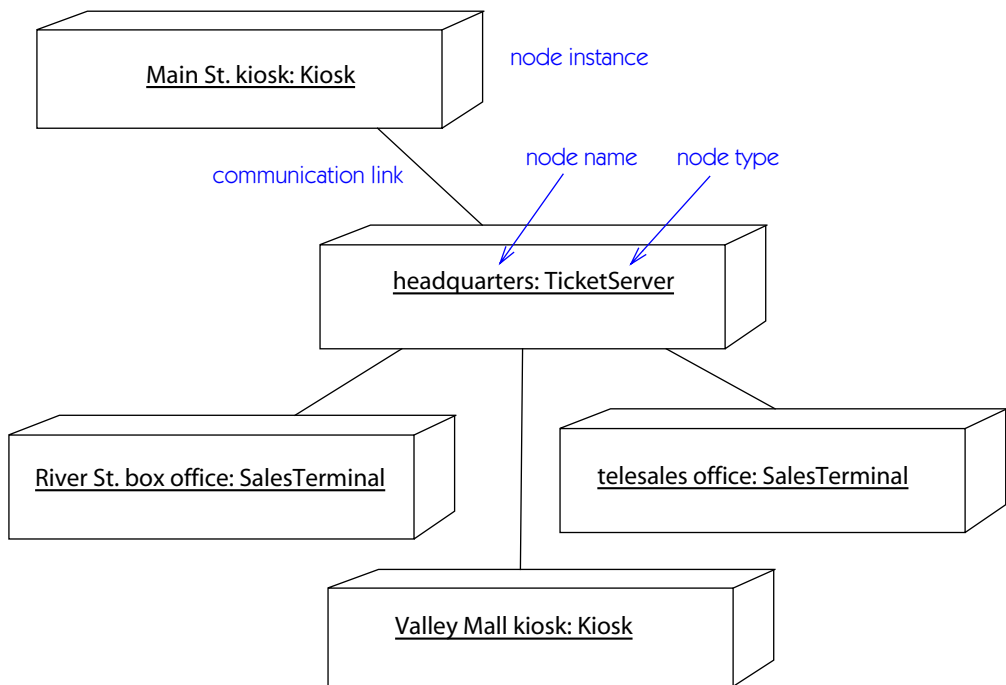 node instance
Main St. kiosk: Kiosk
node name
node type
communication link
headquarters: TicketServer
River St. box office: SalesTerminal
telesales office: SalesTerminal
Valley Mall kiosk: Kiosk